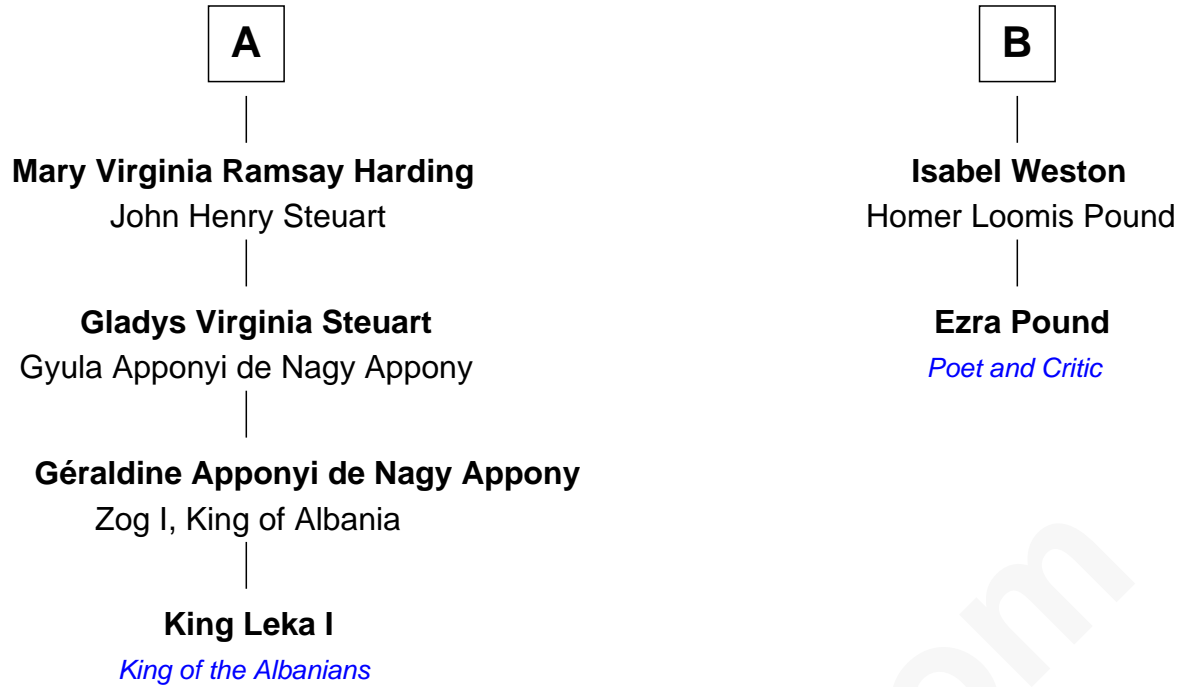 A
Mary Virginia Ramsay Harding
John Henry Steuart
Gladys Virginia Steuart
Gyula Apponyi de Nagy Appony
Géraldine Apponyi de Nagy Appony
Zog I, King of Albania
King Leka I
King of the Albanians
B
Isabel Weston
Homer Loomis Pound
Ezra Pound
Poet and Critic
om